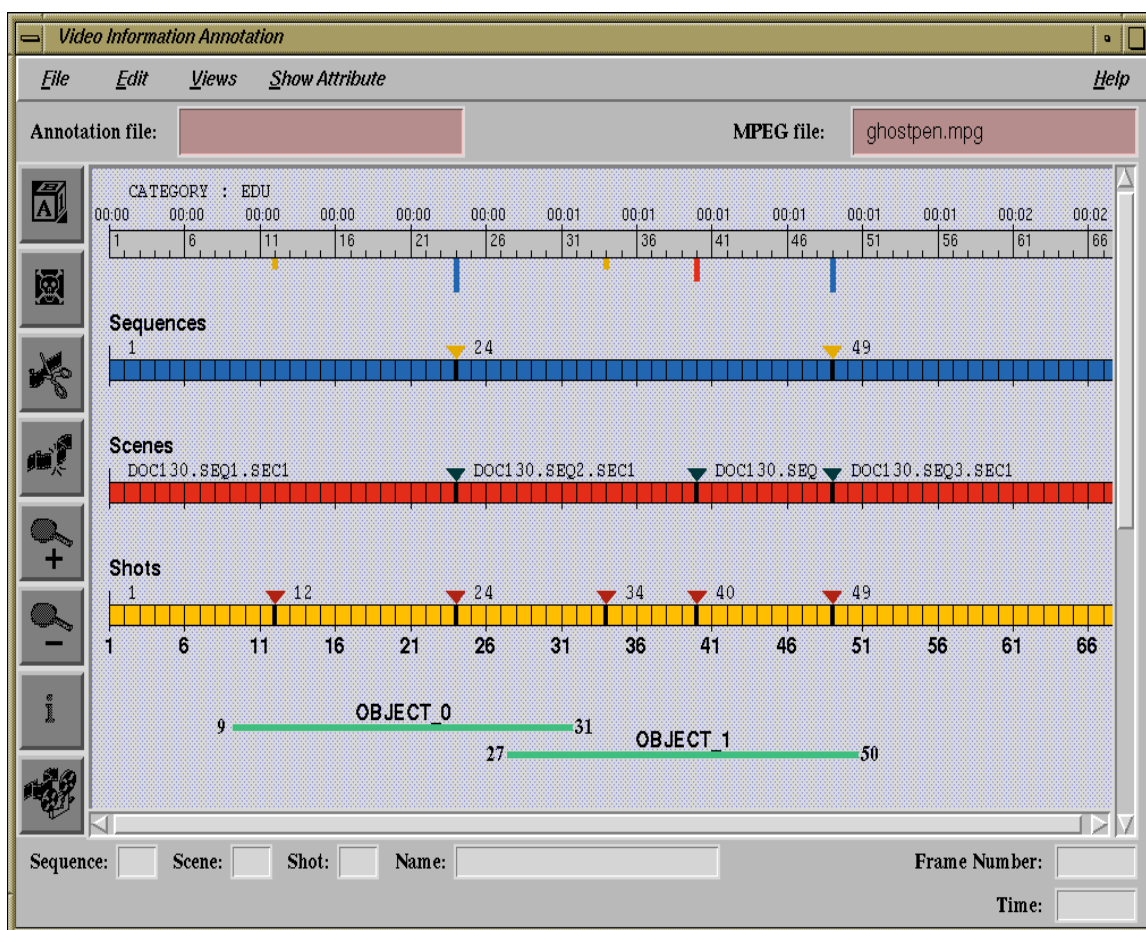 Video Information Annotation
File Edit Views Show Attribute Help
Annotation file: MPEG file: ghostpen.mpg
CATEGORY : EDU
00:00 00:00 00:00 00:00 00:00 00:00 00:01 00:01 00:01 00:01 00:01 00:01 00:02 00:02
1 6 11 16 21 26 31 36 41 46 51 56 61 66
Sequences
1 24 49
Scenes
DOC130.SEQ1.SEC1 DOC130.SEQ2.SEC1 DOC130.SEQ DOC130.SEQ3.SEC1
Shots
1 12 24 34 40 49
1 6 11 16 21 26 31 36 41 46 51 56 61 66
OBJECT_0
9 31
OBJECT_1
27 50
A
+
-
i
Sequence: Scene: Shot: Name: Frame Number:
Time: